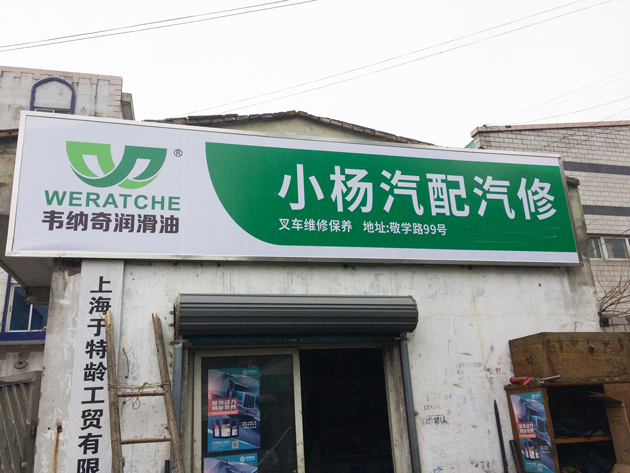 WERATCHE
®
韦纳奇润滑油
小杨汽配汽修
叉车维修保养 地址:敬学路99号
上海于特龄工贸有限